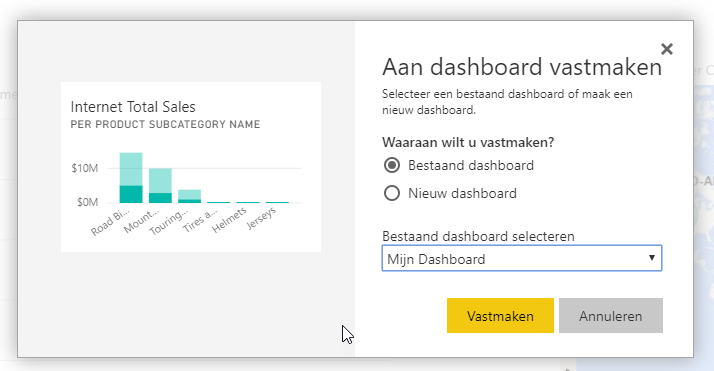 Internet Total Sales
PER PRODUCT SUBCATEGORY NAME
$10M
$0M
Road Bi...
Mount...
Touring...
Tires a...
Helmets
Jerseys
Aan dashboard vastmaken
Selecteer een bestaand dashboard of maak een
nieuw dashboard.
Waaraan wilt u vastmaken?
Bestaand dashboard
Nieuw dashboard
Bestaand dashboard selecteren
Mijn Dashboard
Vastmaken
Annuleren